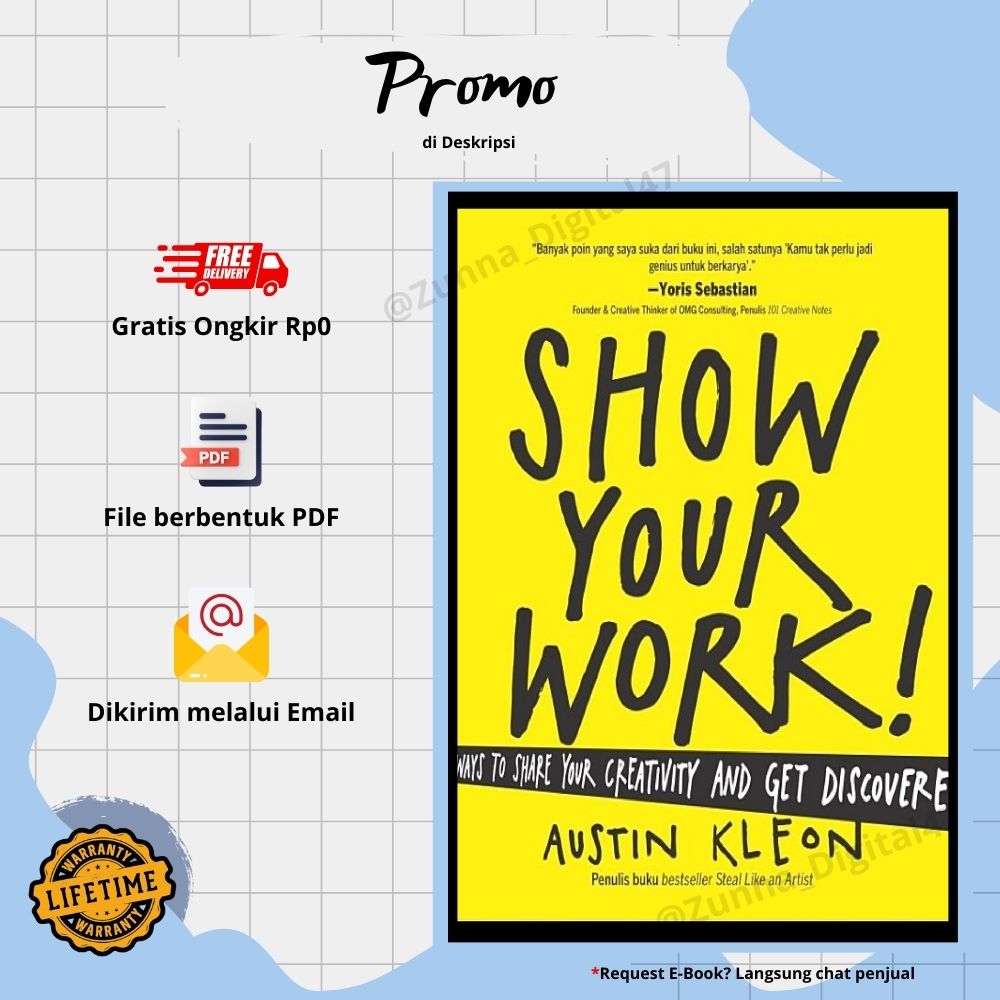 Promo
di Deskripsi
@Zunna_Digital47
FREE
DELIVERY
Gratis Ongkir Rp0
PDF
File berbentuk PDF
@
Dikirim melalui Email
WARRANTY
LIFETIME
WARRANTY
"Banyak poin yang saya suka dari buku ini, salah satunya 'Kamu tak perlu jadi
genius untuk berkarya'."
—Yoris Sebastian
Founder & Creative Thinker of OMG Consulting, Penulis 101 Creative Notes
SHOW
YOUR
WORK!
WAYS TO SHARE YOUR CREATIVITY AND GET DISCOVERE
AUSTIN KLEON
Penulis buku bestseller Steal Like an Artist
@Zunna_Digital4
*Request E-Book? Langsung chat penjual